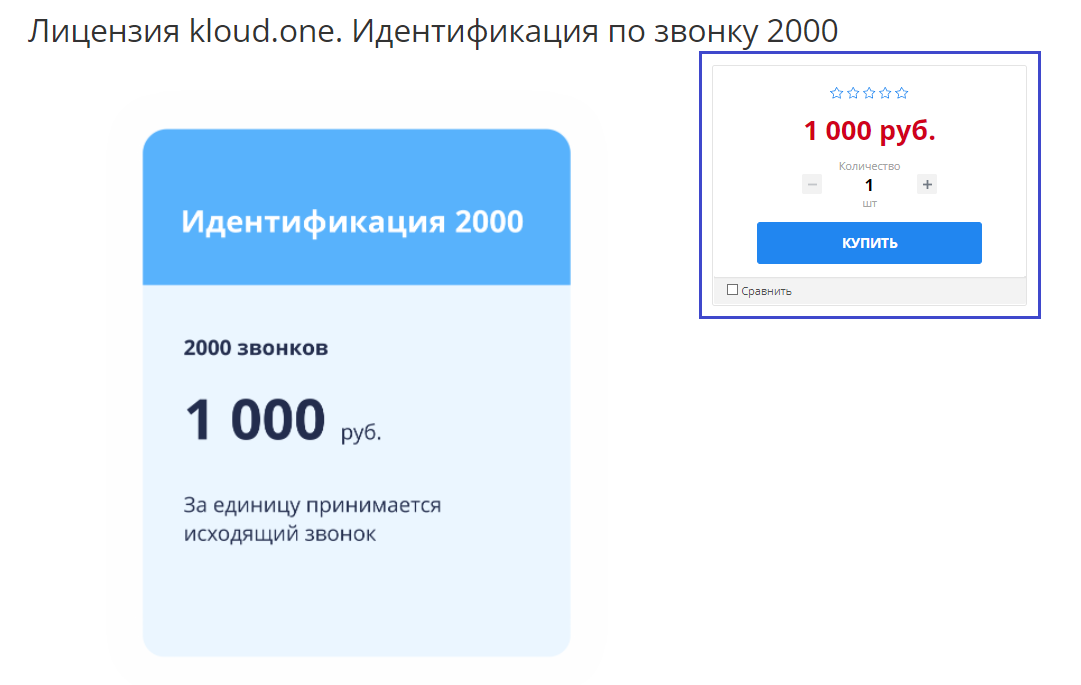 Лицензия kloud.one. Идентификация по звонку 2000
Идентификация 2000
2000 звонков
1 000 руб.
За единицу принимается
исходящий звонок
1 000 руб.
Количество
− 1 +
шт
КУПИТЬ
Сравнить